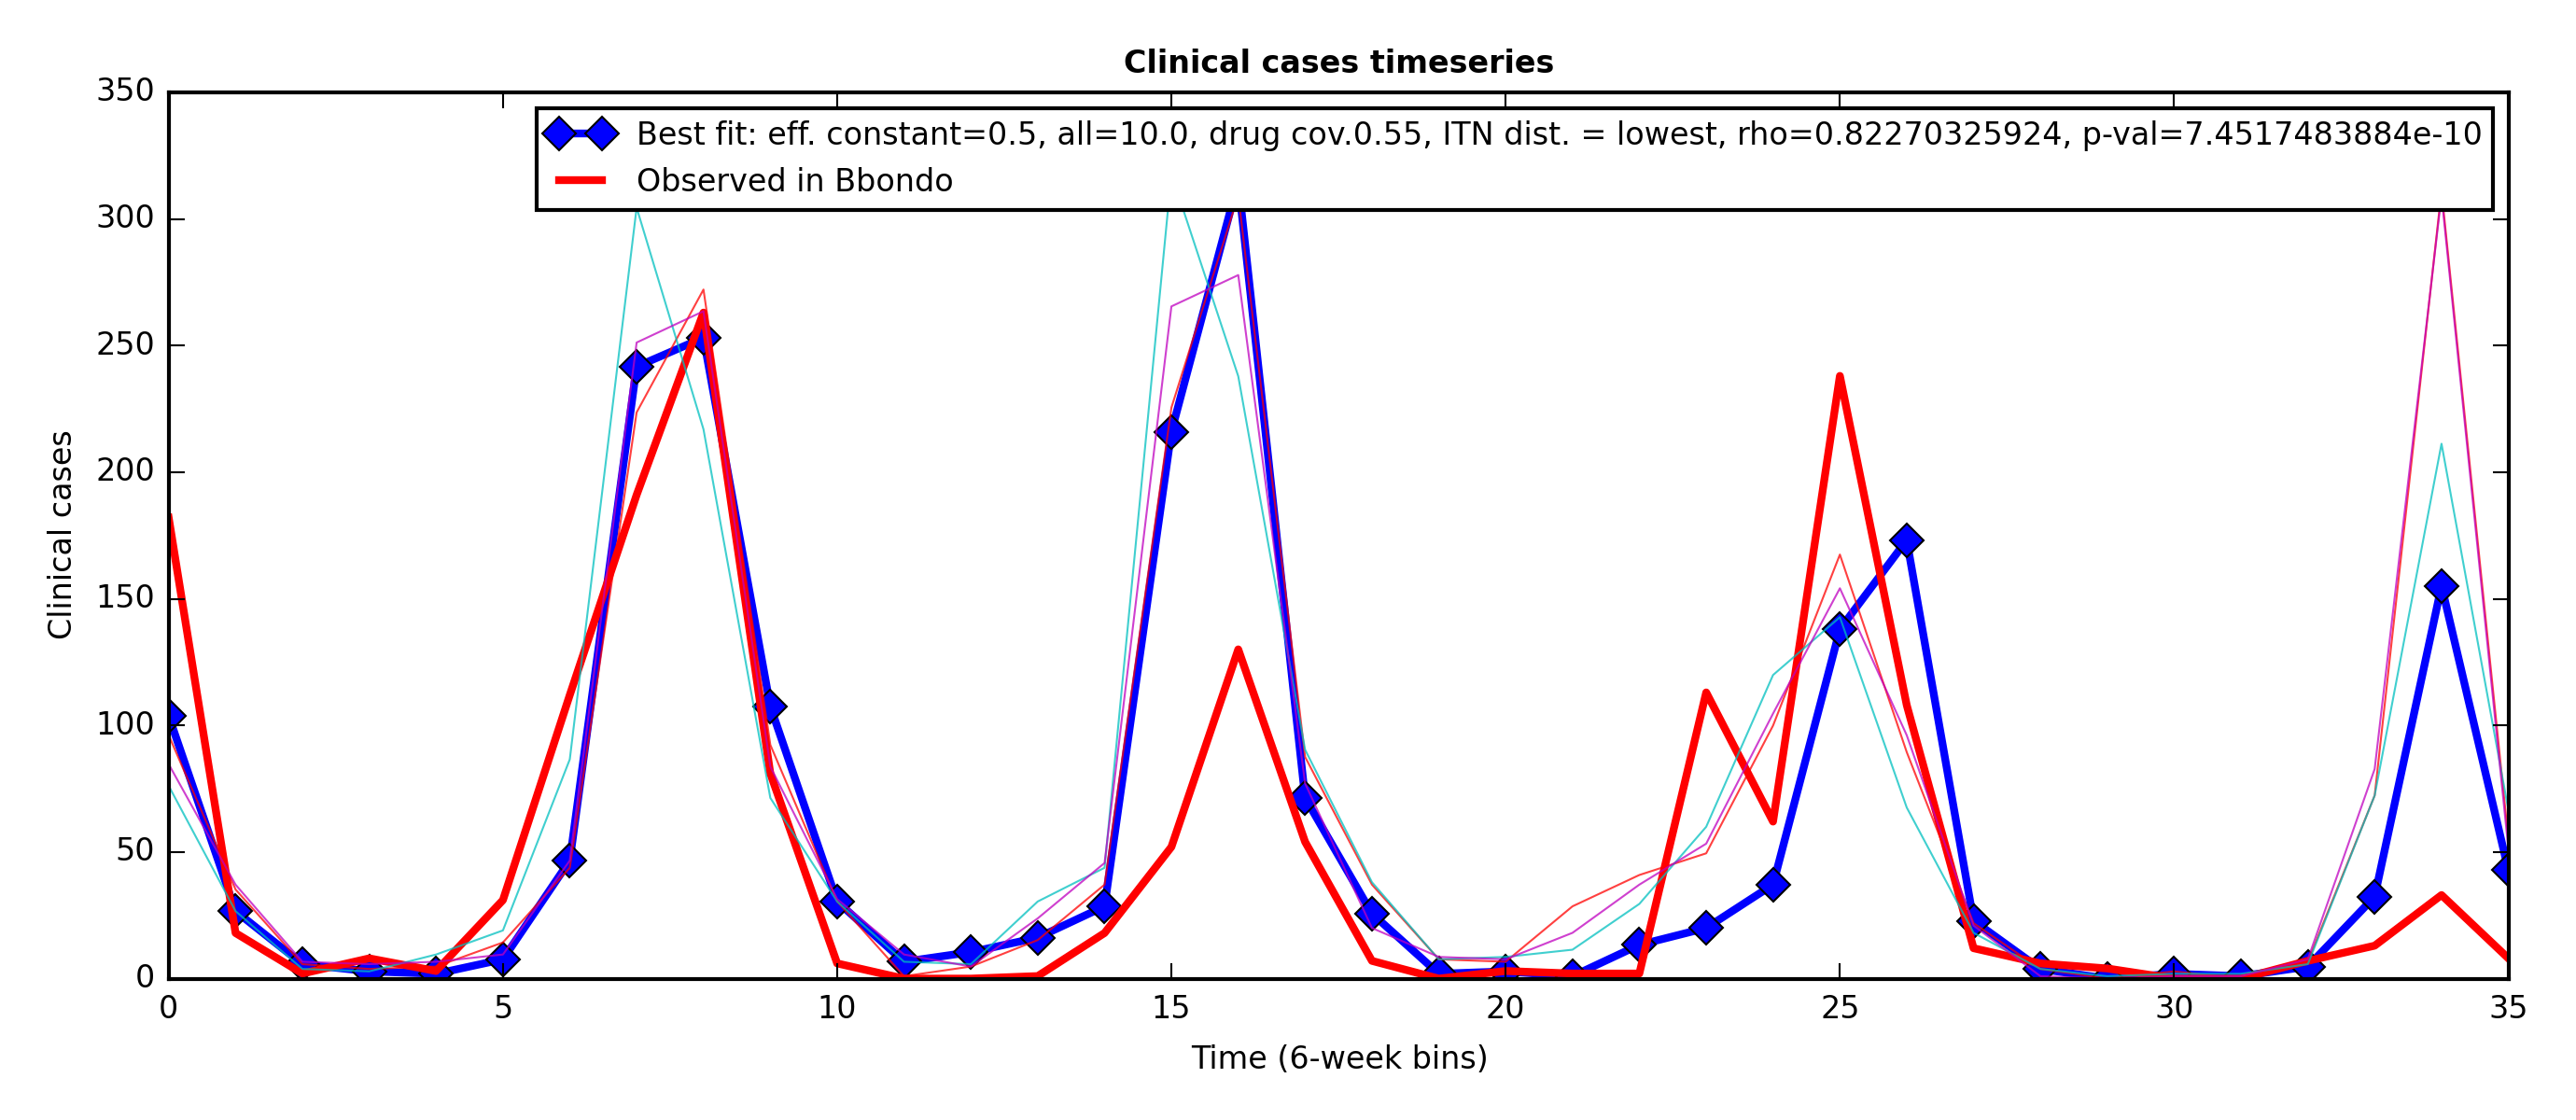 Clinical cases timeseries
350
300
250
200
150
100
50
0
Clinical cases
Best fit: eff. constant=0.5, all=10.0, drug cov.0.55, ITN dist. = lowest, rho=0.82270325924, p-val=7.4517483884e-10
Observed in Bbondo
0 5 10 15 20 25 30 35
Time (6-week bins)